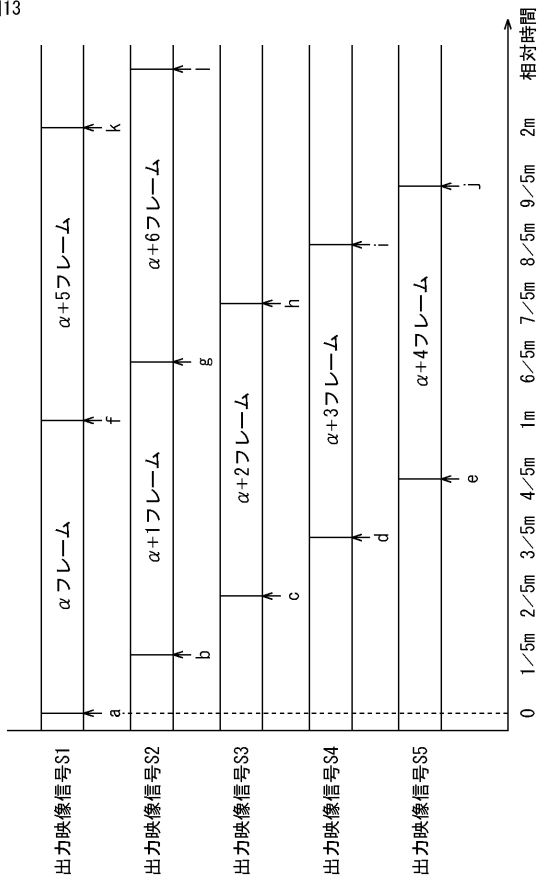 図13
出力映像信号S1
αフレーム
α+5フレーム
a
f
k
出力映像信号S2
α+1フレーム
α+6フレーム
b
g
l
出力映像信号S3
α+2フレーム
c
h
出力映像信号S4
α+3フレーム
d
i
出力映像信号S5
α+4フレーム
e
j
0 1/5m 2/5m 3/5m 4/5m 1m 6/5m 7/5m 8/5m 9/5m 2m 相対時間